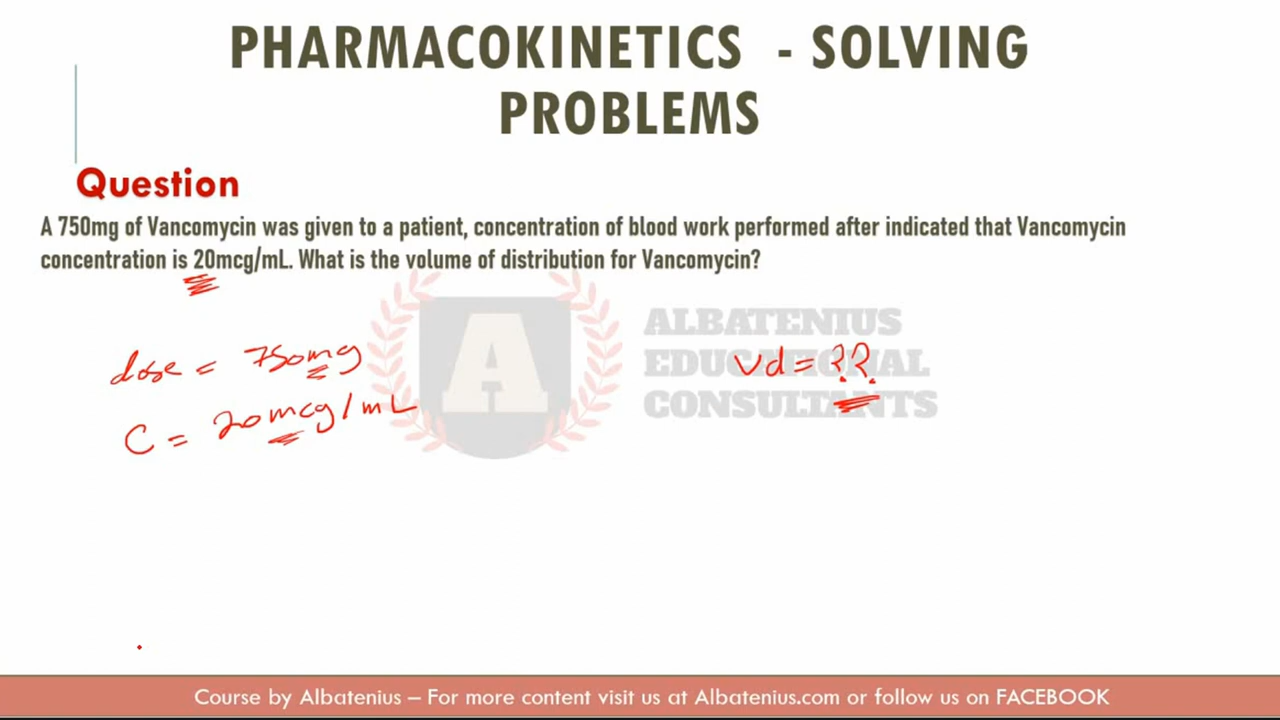 PHARMACOKINETICS - SOLVING
PROBLEMS
Question
A 750mg of Vancomycin was given to a patient, concentration of blood work performed after indicated that Vancomycin
concentration is 20mcg/mL. What is the volume of distribution for Vancomycin?
A
ALBATENIUS
EDUCATIONAL
CONSULTANTS
dose = 750mg
C = 20mcg/mL
Vd = ??
Course by Albatenius – For more content visit us at Albatenius.com or follow us on FACEBOOK